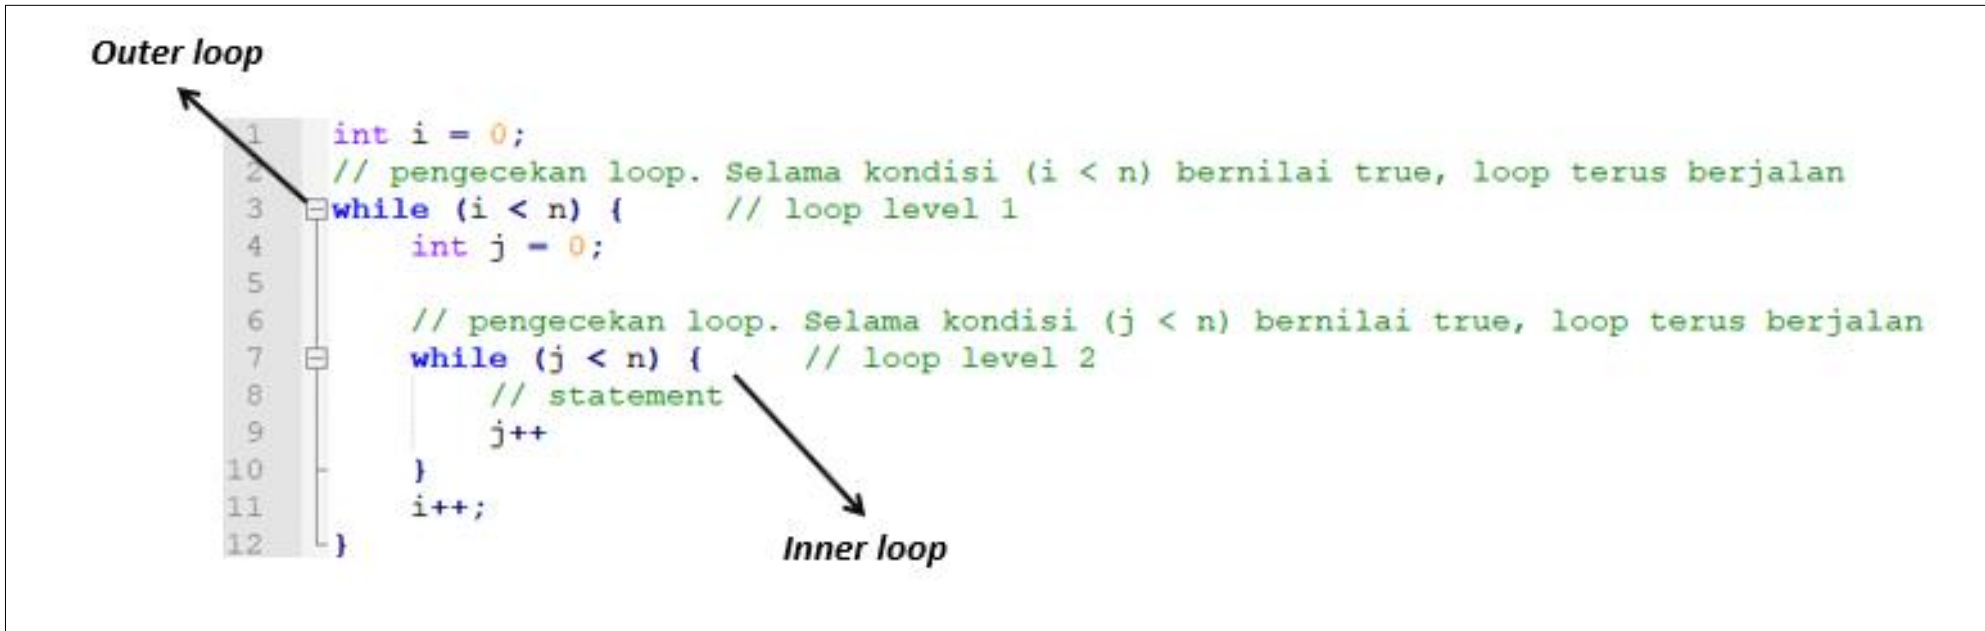 Outer loop
1 int i = 0;
2 // pengecekan loop. Selama kondisi (i < n) bernilai true, loop terus berjalan
3 while (i < n) { // loop level 1
4 int j = 0;
5
6 // pengecekan loop. Selama kondisi (j < n) bernilai true, loop terus berjalan
7 while (j < n) { // loop level 2
8 // statement
9 j++
10 }
11 i++;
12 }
Inner loop